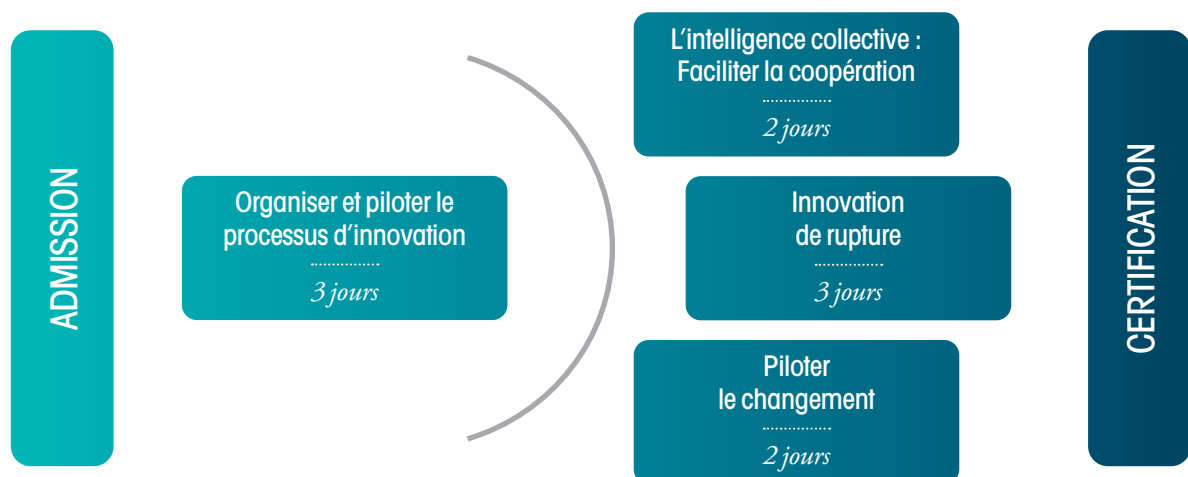 ADMISSION
Organiser et piloter le
processus d'innovation
3 jours
L'intelligence collective :
Faciliter la coopération
2 jours
Innovation
de rupture
3 jours
Piloter
le changement
2 jours
CERTIFICATION